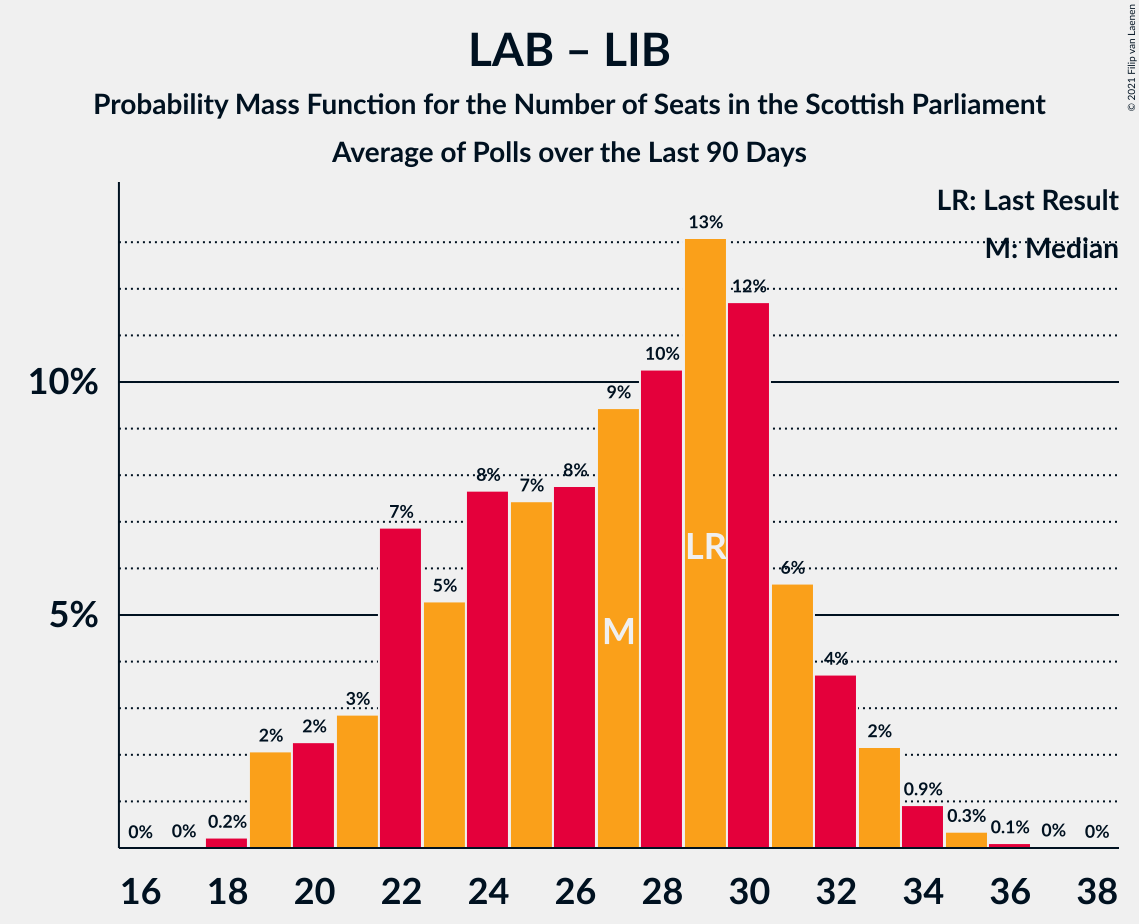 LAB – LIB
Probability Mass Function for the Number of Seats in the Scottish Parliament
Average of Polls over the Last 90 Days
© 2021 Filip van Laenen
LR: Last Result
M: Median
10%
5%
0% 0% 0.2% 2% 2% 3% 7% 5% 8% 7% 8% 9% 10% 13% 12% 6% 4% 2% 0.9% 0.3% 0.1% 0% 0%
LR
M
16 18 20 22 24 26 28 30 32 34 36 38